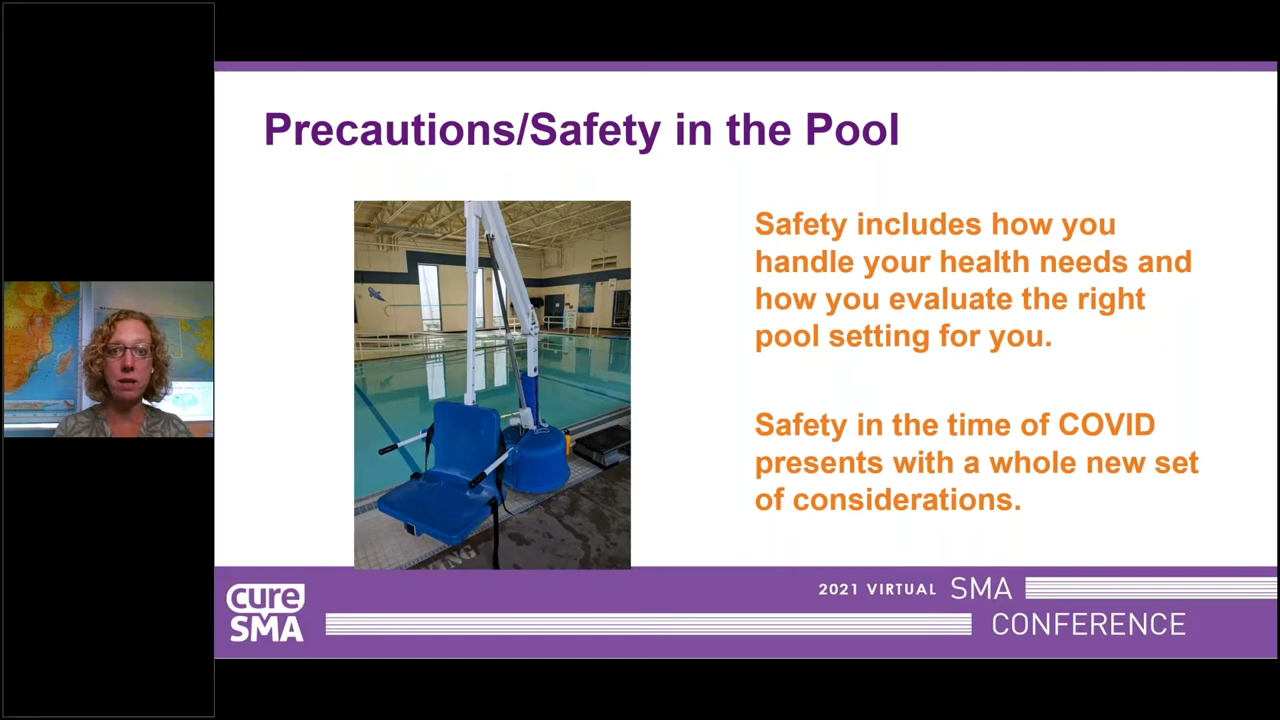 Precautions/Safety in the Pool
Safety includes how you
handle your health needs and
how you evaluate the right
pool setting for you.
Safety in the time of COVID
presents with a whole new set
of considerations.
cure
SMA
2021 VIRTUAL SMA
CONFERENCE